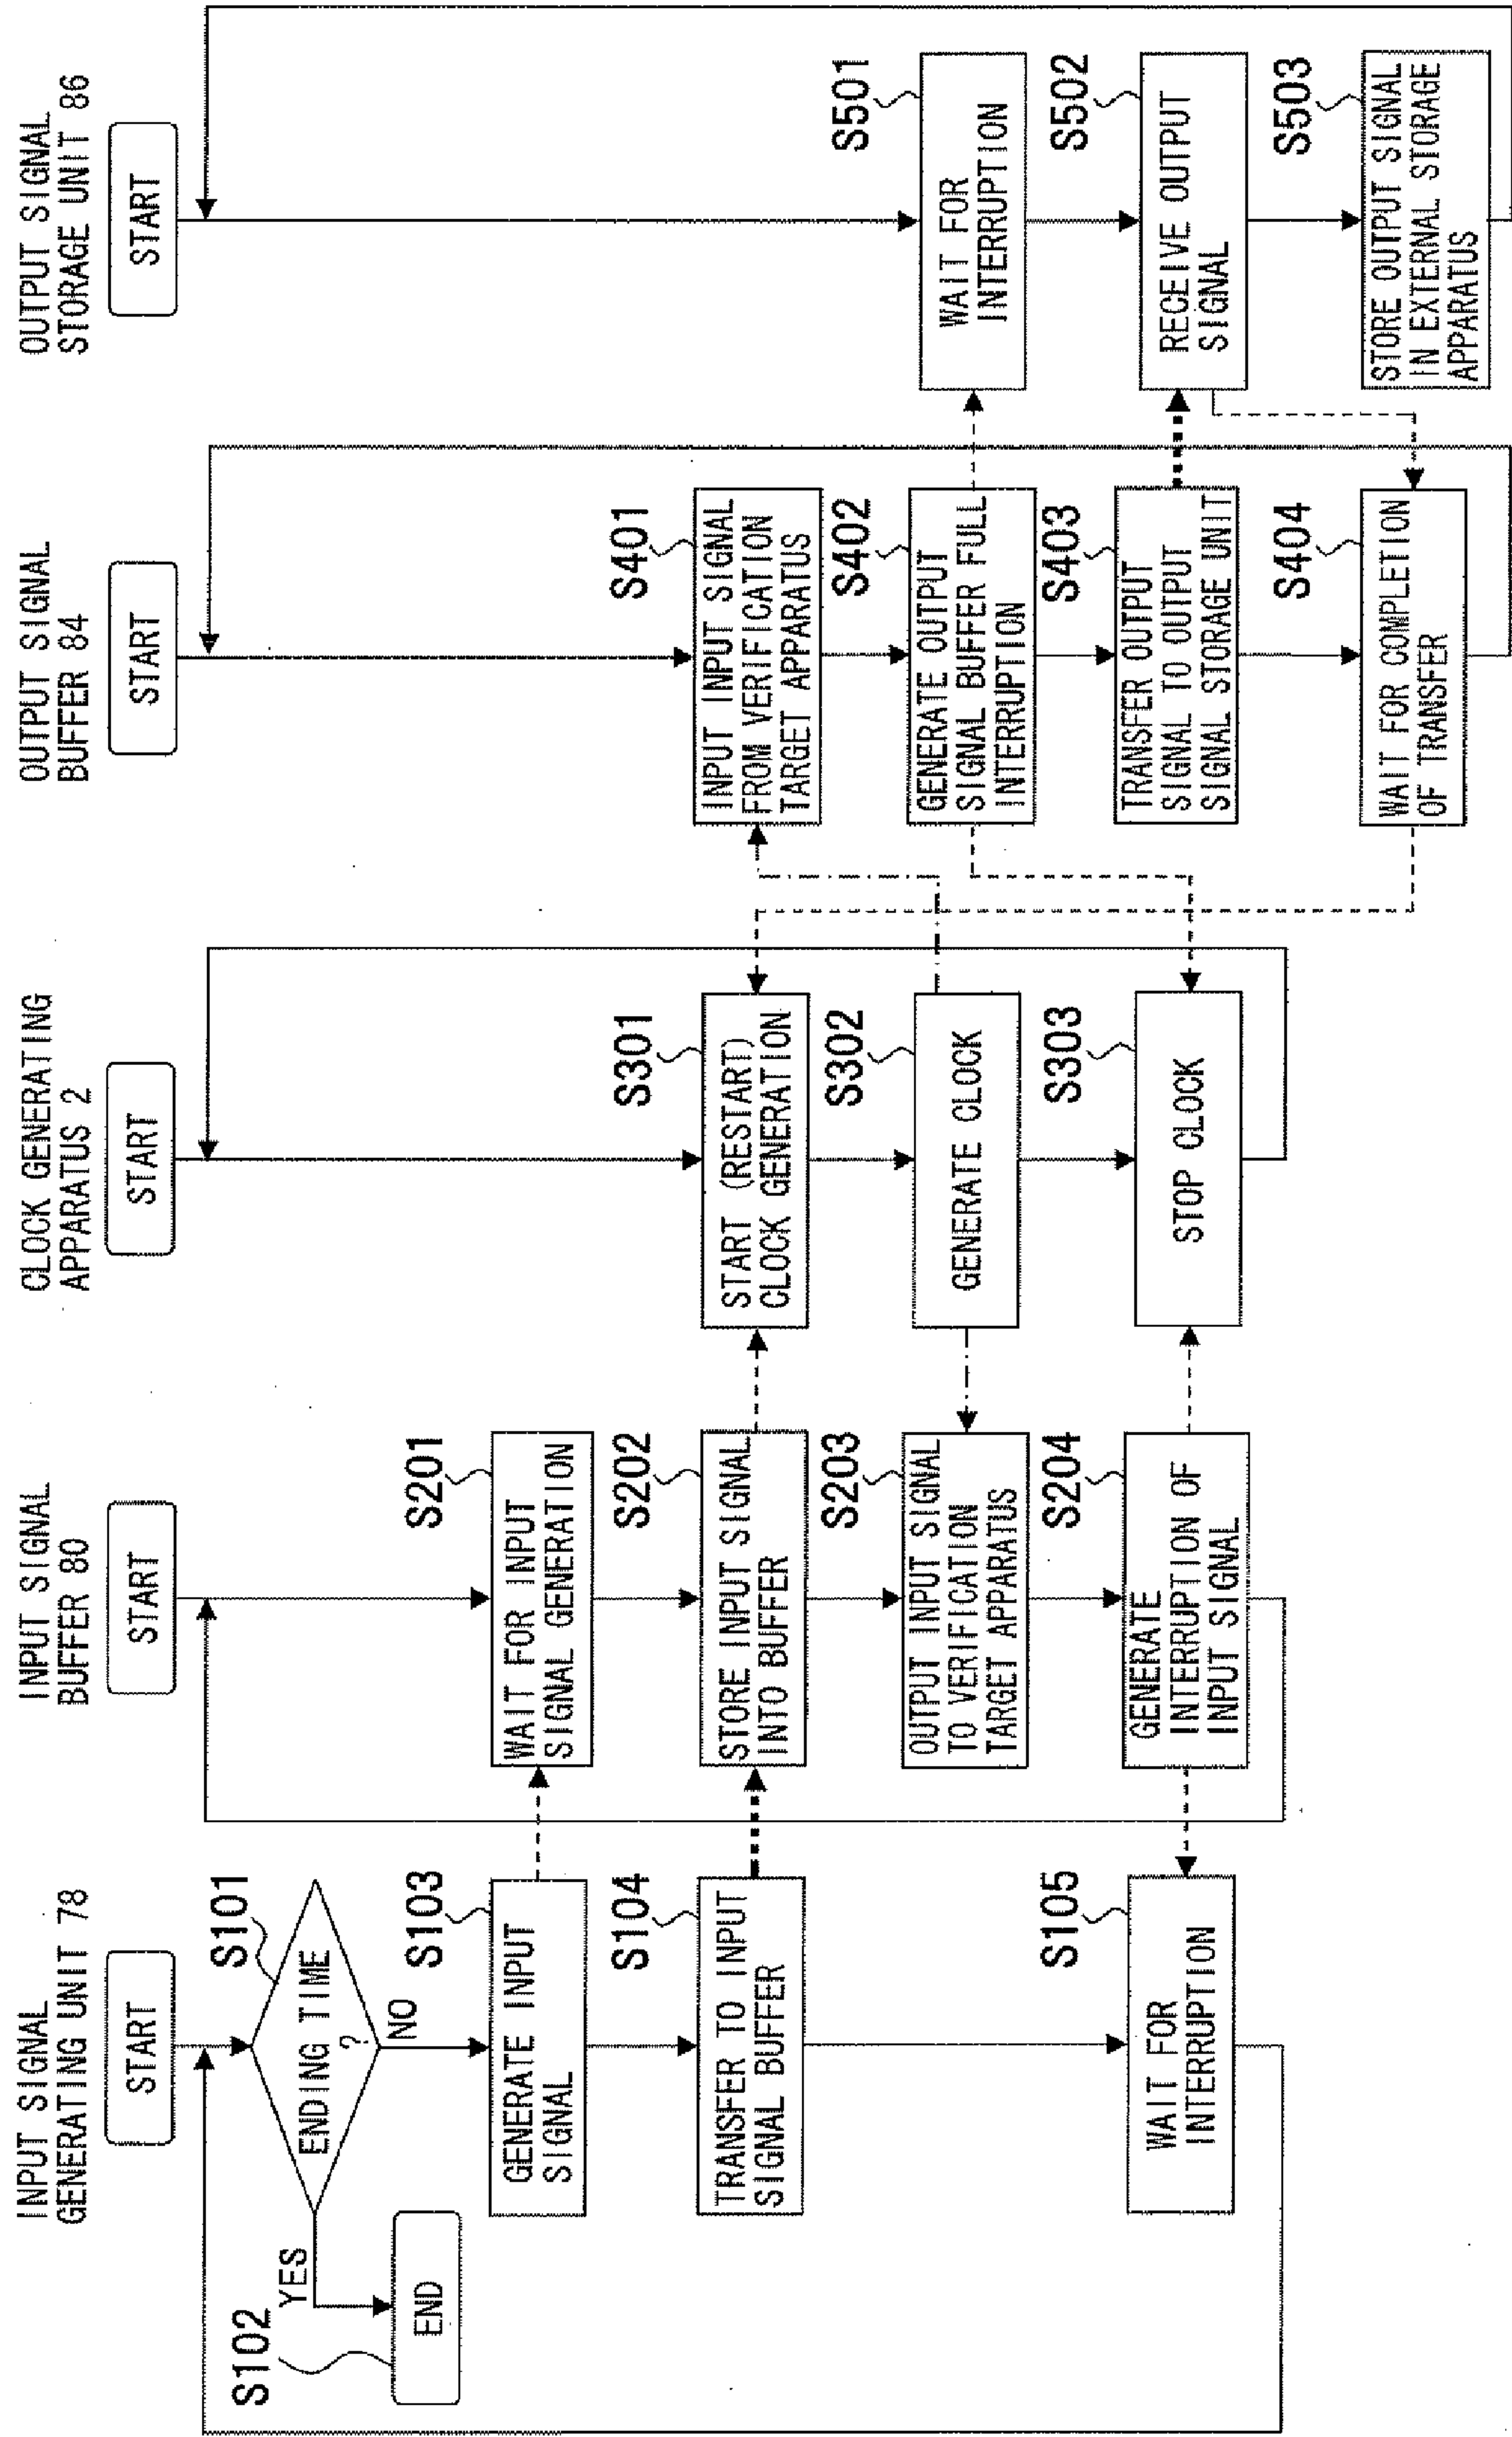 INPUT SIGNAL
GENERATING UNIT 78
START
S101
ENDING TIME
?
YES
NO
S102
END
S103
GENERATE INPUT
SIGNAL
S104
TRANSFER TO INPUT
SIGNAL BUFFER
S105
WAIT FOR
INTERRUPTION
INPUT SIGNAL
BUFFER 80
START
S201
WAIT FOR INPUT
SIGNAL GENERATION
S202
STORE INPUT SIGNAL
INTO BUFFER
S203
OUTPUT INPUT SIGNAL
TO VERIFICATION
TARGET APPARATUS
S204
GENERATE
INTERRUPTION OF
INPUT SIGNAL
CLOCK GENERATING
APPARATUS 2
START
S301
START (RESTART)
CLOCK GENERATION
S302
GENERATE CLOCK
S303
STOP CLOCK
OUTPUT SIGNAL
BUFFER 84
START
S401
INPUT INPUT SIGNAL
FROM VERIFICATION
TARGET APPARATUS
S402
GENERATE OUTPUT
SIGNAL BUFFER FULL
INTERRUPTION
S403
TRANSFER OUTPUT
SIGNAL TO OUTPUT
SIGNAL STORAGE UNIT
S404
WAIT FOR COMPLETION
OF TRANSFER
OUTPUT SIGNAL
STORAGE UNIT 86
START
S501
WAIT FOR
INTERRUPTION
S502
RECEIVE OUTPUT
SIGNAL
S503
STORE OUTPUT SIGNAL
IN EXTERNAL STORAGE
APPARATUS